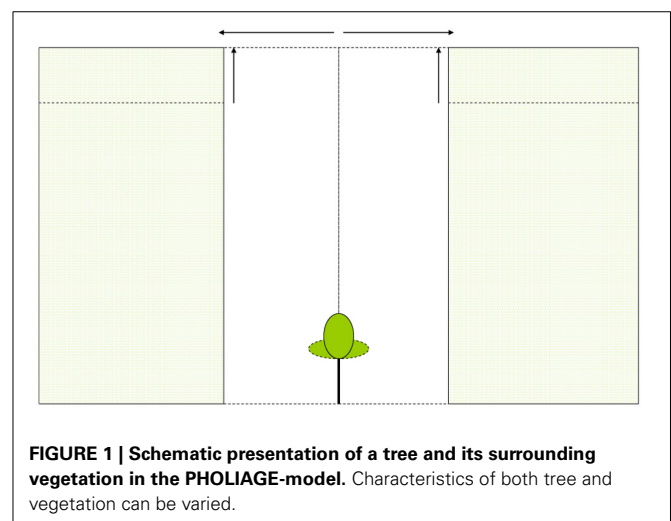 FIGURE 1 | Schematic presentation of a tree and its surrounding
vegetation in the PHOLIAGE-model. Characteristics of both tree and
vegetation can be varied.